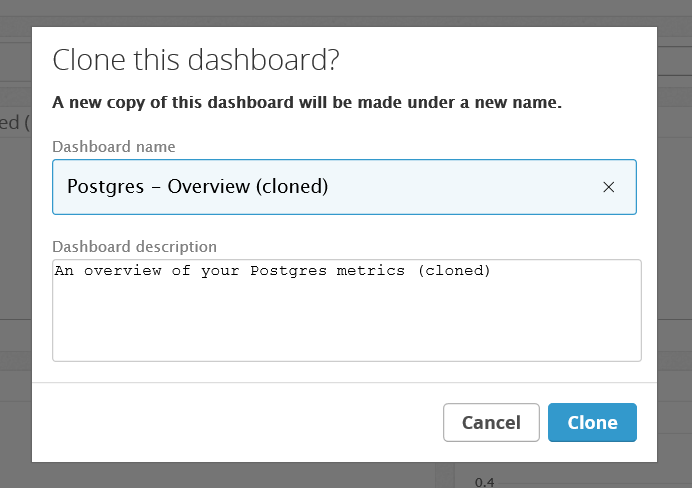 Clone this dashboard?
A new copy of this dashboard will be made under a new name.
ed (
Dashboard name
Postgres – Overview (cloned)
Dashboard description
An overview of your Postgres metrics (cloned)
Cancel
Clone
0.4